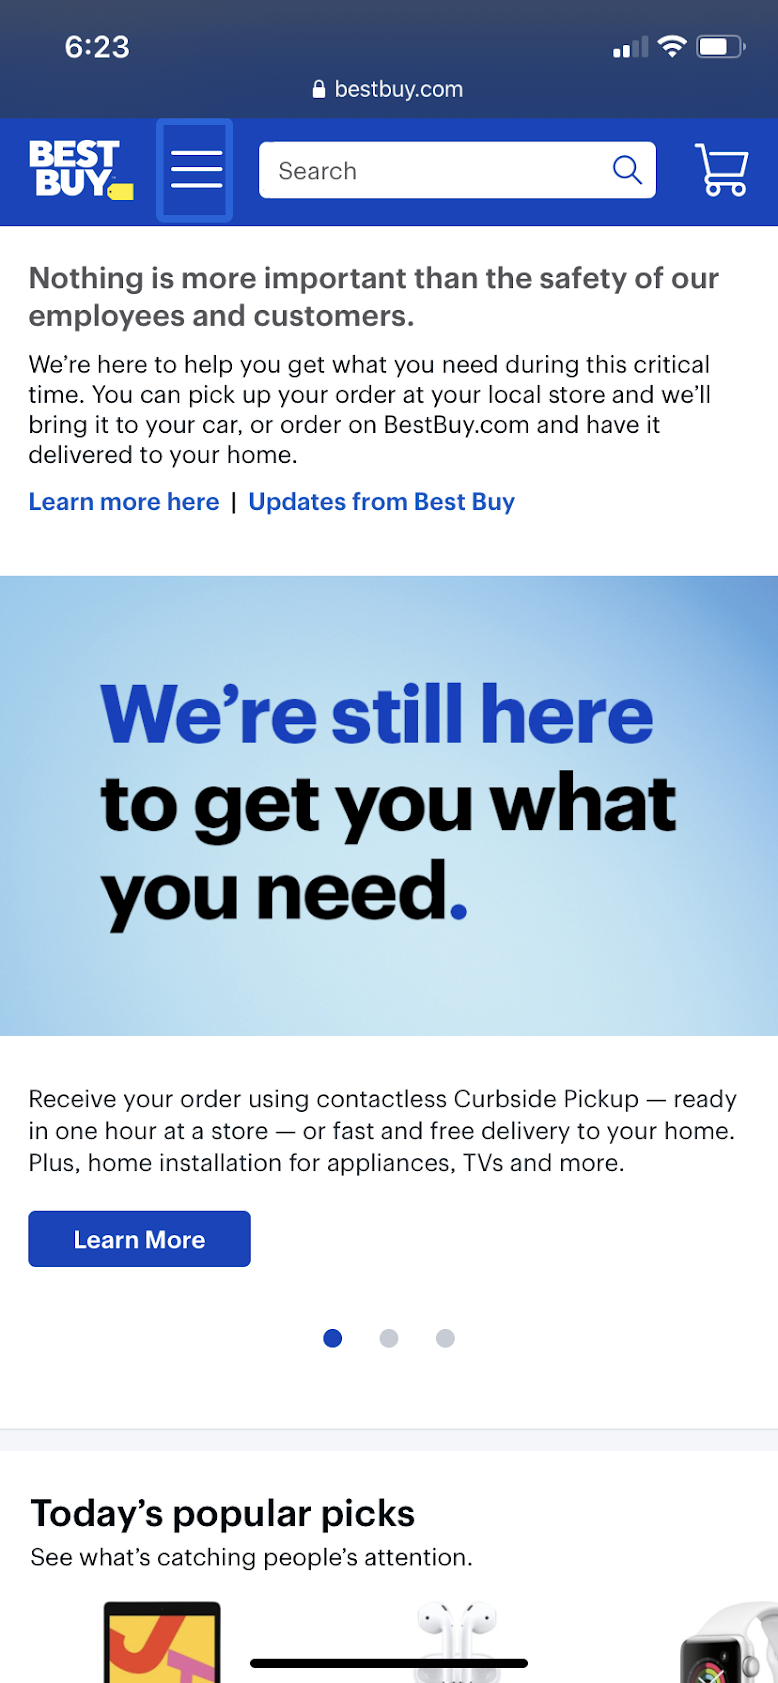 6:23
bestbuy.com
BEST
BUY
Search
Nothing is more important than the safety of our
employees and customers.
We’re here to help you get what you need during this critical
time. You can pick up your order at your local store and we’ll
bring it to your car, or order on BestBuy.com and have it
delivered to your home.
Learn more here | Updates from Best Buy
We’re still here
to get you what
you need.
Receive your order using contactless Curbside Pickup — ready
in one hour at a store — or fast and free delivery to your home.
Plus, home installation for appliances, TVs and more.
Learn More
Today’s popular picks
See what’s catching people’s attention.